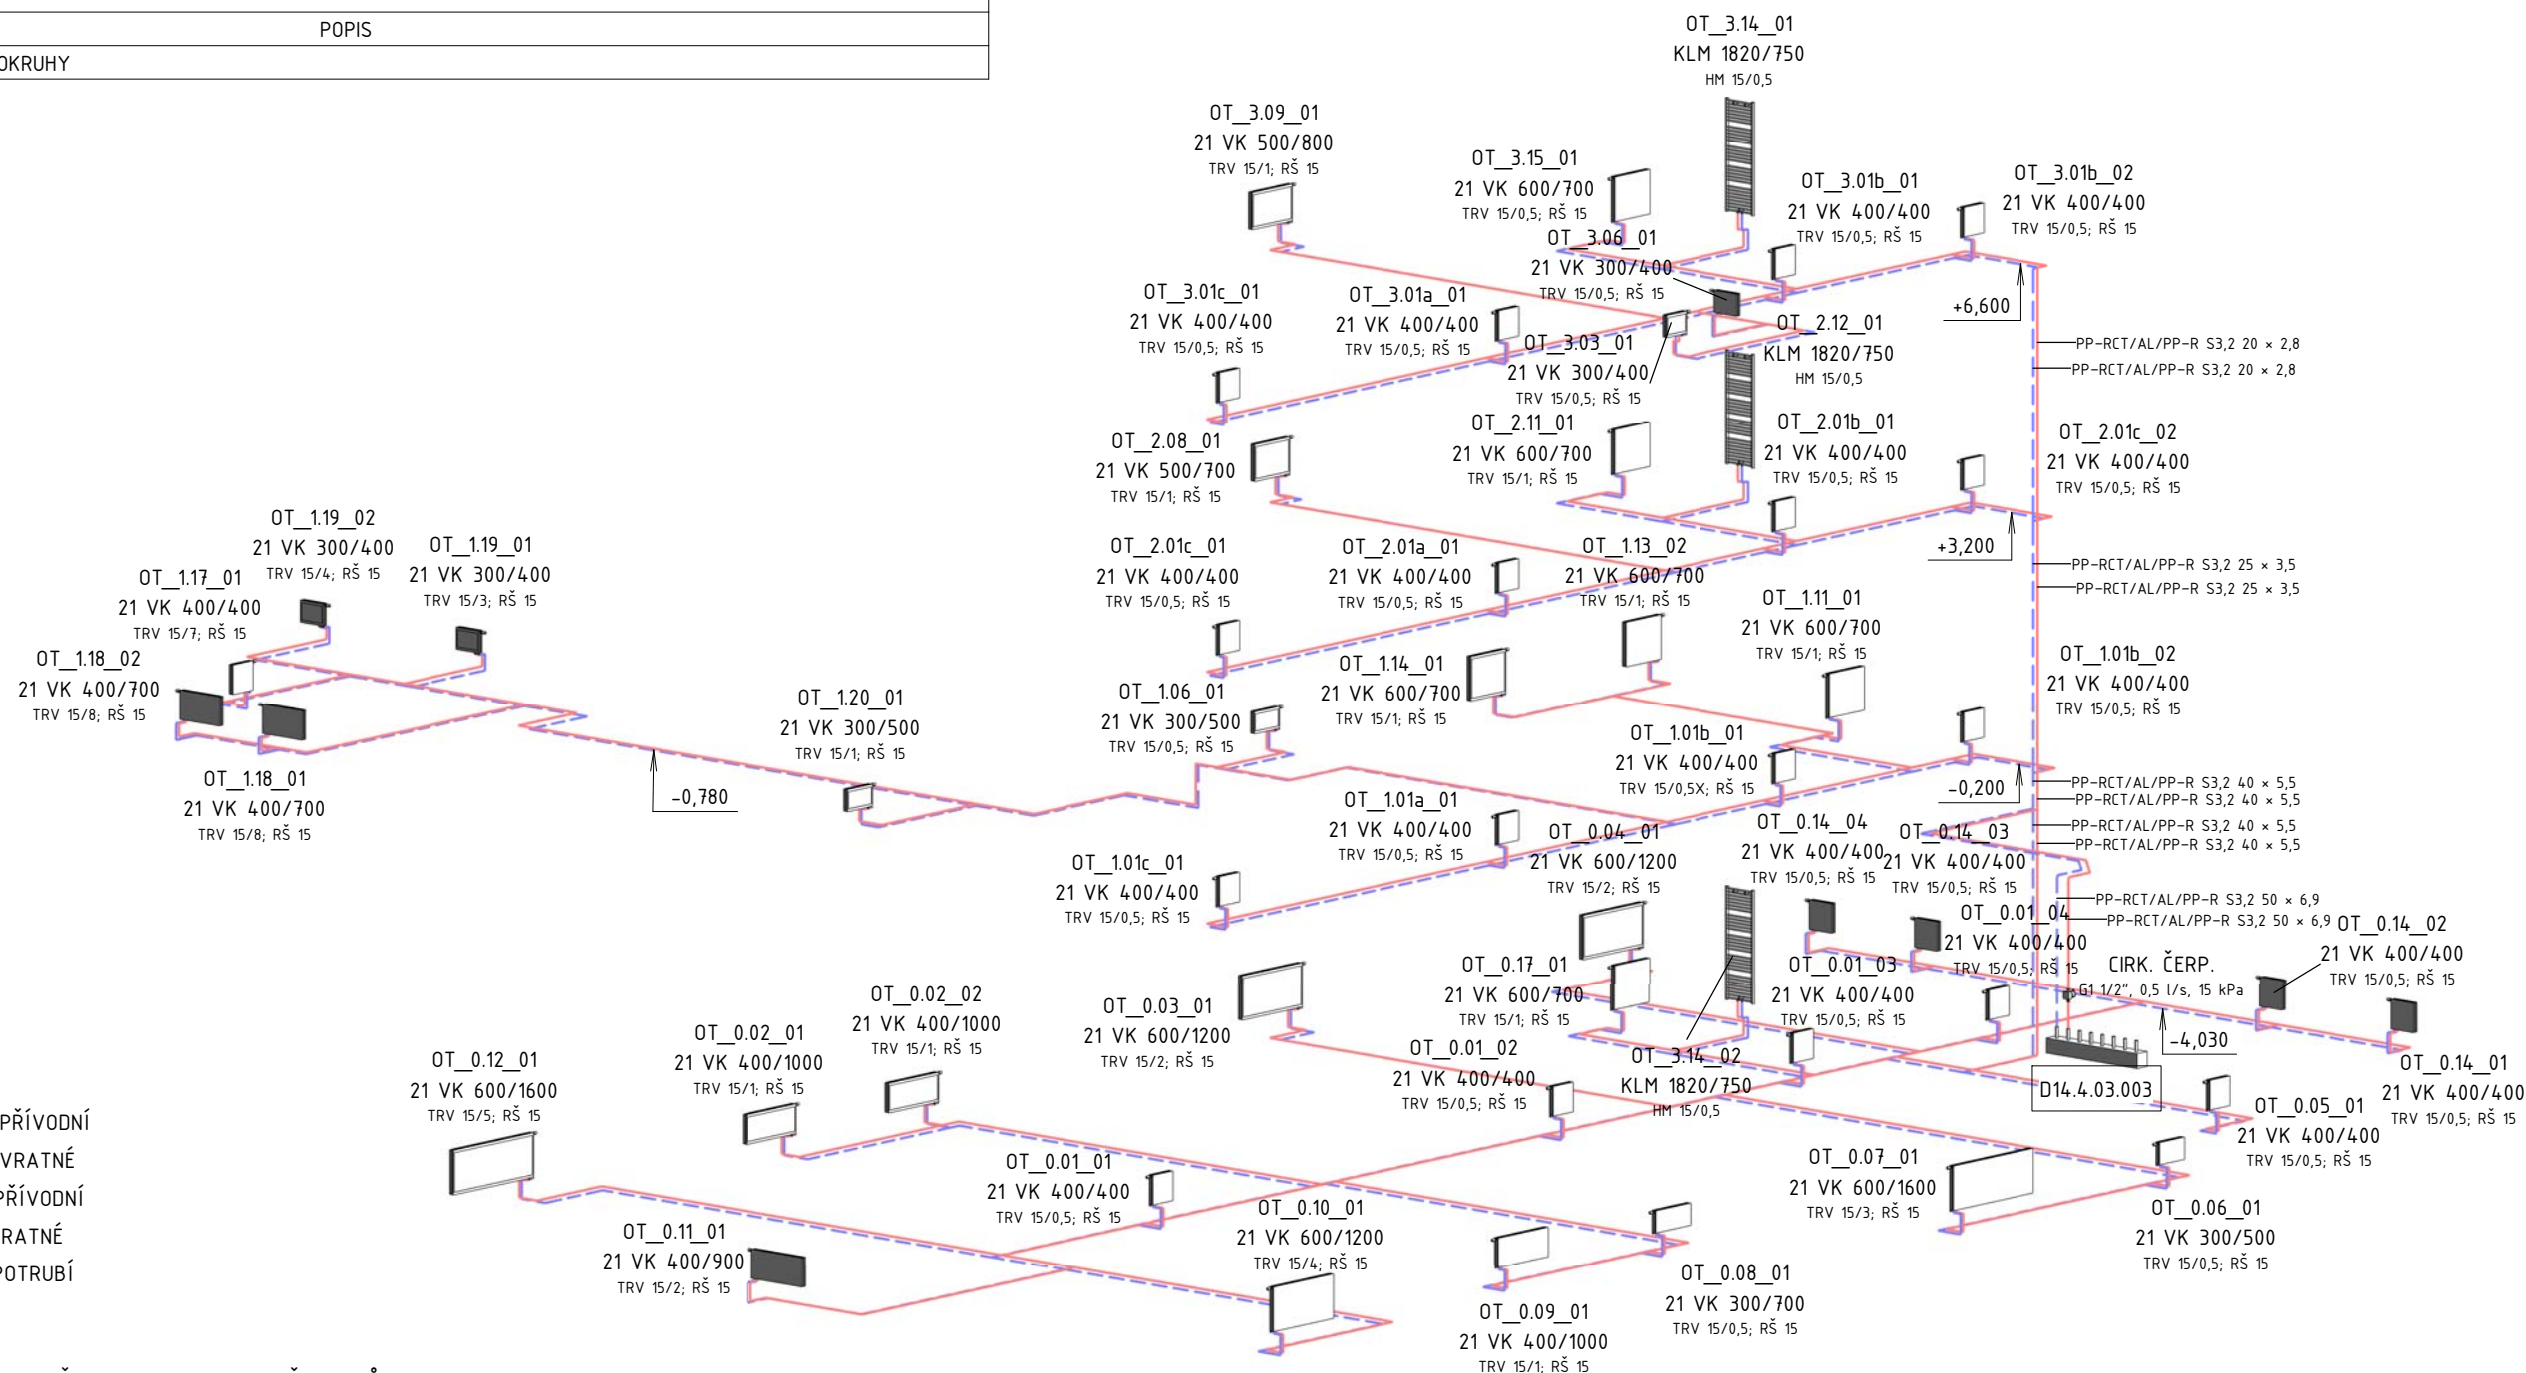 POPIS
OKRUHY
OT_3.14_01
KLM 1820/750
HM 15/0,5
OT_3.09_01
21 VK 500/800
TRV 15/1; RŠ 15
OT_3.15_01
21 VK 600/700
TRV 15/0,5; RŠ 15
OT_3.01b_01
21 VK 400/400
TRV 15/0,5; RŠ 15
OT_3.01b_02
21 VK 400/400
TRV 15/0,5; RŠ 15
OT_3.06_01
21 VK 300/400
TRV 15/0,5; RŠ 15
OT_3.01c_01
21 VK 400/400
TRV 15/0,5; RŠ 15
OT_3.01a_01
21 VK 400/400
TRV 15/0,5; RŠ 15
+6,600
OT_3.03_01
21 VK 300/400
TRV 15/0,5; RŠ 15
OT_2.12_01
KLM 1820/750
HM 15/0,5
PP-RCT/AL/PP-R S3,2 20 × 2,8
PP-RCT/AL/PP-R S3,2 20 × 2,8
OT_2.08_01
21 VK 500/700
TRV 15/1; RŠ 15
OT_2.11_01
21 VK 600/700
TRV 15/1; RŠ 15
OT_2.01b_01
21 VK 400/400
TRV 15/0,5; RŠ 15
OT_2.01c_02
21 VK 400/400
TRV 15/0,5; RŠ 15
OT_1.19_02
21 VK 300/400
TRV 15/4; RŠ 15
OT_1.19_01
21 VK 300/400
TRV 15/3; RŠ 15
OT_1.17_01
21 VK 400/400
TRV 15/7; RŠ 15
OT_2.01c_01
21 VK 400/400
TRV 15/0,5; RŠ 15
OT_2.01a_01
21 VK 400/400
TRV 15/0,5; RŠ 15
OT_1.13_02
21 VK 600/700
TRV 15/1; RŠ 15
+3,200
PP-RCT/AL/PP-R S3,2 25 × 3,5
PP-RCT/AL/PP-R S3,2 25 × 3,5
OT_1.11_01
21 VK 600/700
TRV 15/1; RŠ 15
OT_1.18_02
21 VK 400/700
TRV 15/8; RŠ 15
OT_1.20_01
21 VK 300/500
TRV 15/1; RŠ 15
OT_1.06_01
21 VK 300/500
TRV 15/0,5; RŠ 15
OT_1.14_01
21 VK 600/700
TRV 15/1; RŠ 15
OT_1.01b_02
21 VK 400/400
TRV 15/0,5; RŠ 15
OT_1.01b_01
21 VK 400/400
TRV 15/0,5X; RŠ 15
OT_1.18_01
21 VK 400/700
TRV 15/8; RŠ 15
-0,780
-0,200
PP-RCT/AL/PP-R S3,2 40 × 5,5
PP-RCT/AL/PP-R S3,2 40 × 5,5
PP-RCT/AL/PP-R S3,2 40 × 5,5
PP-RCT/AL/PP-R S3,2 40 × 5,5
OT_1.01a_01
21 VK 400/400
TRV 15/0,5; RŠ 15
OT_0.04_01
21 VK 600/1200
TRV 15/2; RŠ 15
OT_0.14_04
21 VK 400/400
TRV 15/0,5; RŠ 15
OT_0.14_03
21 VK 400/400
TRV 15/0,5; RŠ 15
OT_1.01c_01
21 VK 400/400
TRV 15/0,5; RŠ 15
PP-RCT/AL/PP-R S3,2 50 × 6,9
PP-RCT/AL/PP-R S3,2 50 × 6,9
OT_0.01_04
21 VK 400/400
TRV 15/0,5; RŠ 15
OT_0.14_02
21 VK 400/400
TRV 15/0,5; RŠ 15
CIRK. ČERP.
G1 1/2", 0,5 l/s, 15 kPa
OT_0.17_01
21 VK 600/700
TRV 15/1; RŠ 15
OT_0.01_03
21 VK 400/400
TRV 15/0,5; RŠ 15
OT_0.02_02
21 VK 400/1000
TRV 15/1; RŠ 15
OT_0.03_01
21 VK 600/1200
TRV 15/2; RŠ 15
OT_0.02_01
21 VK 400/1000
TRV 15/1; RŠ 15
OT_0.12_01
21 VK 600/1600
TRV 15/5; RŠ 15
OT_0.01_02
21 VK 400/400
TRV 15/0,5; RŠ 15
OT_3.14_02
KLM 1820/750
HM 15/0,5
-4,030
D14.4.03.003
OT_0.14_01
21 VK 400/400
TRV 15/0,5; RŠ 15
OT_0.05_01
21 VK 400/400
TRV 15/0,5; RŠ 15
PŘÍVODNÍ
VRATNÉ
PŘÍVODNÍ
RATNÉ
POTRUBÍ
OT_0.01_01
21 VK 400/400
TRV 15/0,5; RŠ 15
OT_0.07_01
21 VK 600/1600
TRV 15/3; RŠ 15
OT_0.11_01
21 VK 400/900
TRV 15/2; RŠ 15
OT_0.10_01
21 VK 600/1200
TRV 15/4; RŠ 15
OT_0.06_01
21 VK 300/500
TRV 15/0,5; RŠ 15
OT_0.08_01
21 VK 300/700
TRV 15/0,5; RŠ 15
OT_0.09_01
21 VK 400/1000
TRV 15/1; RŠ 15